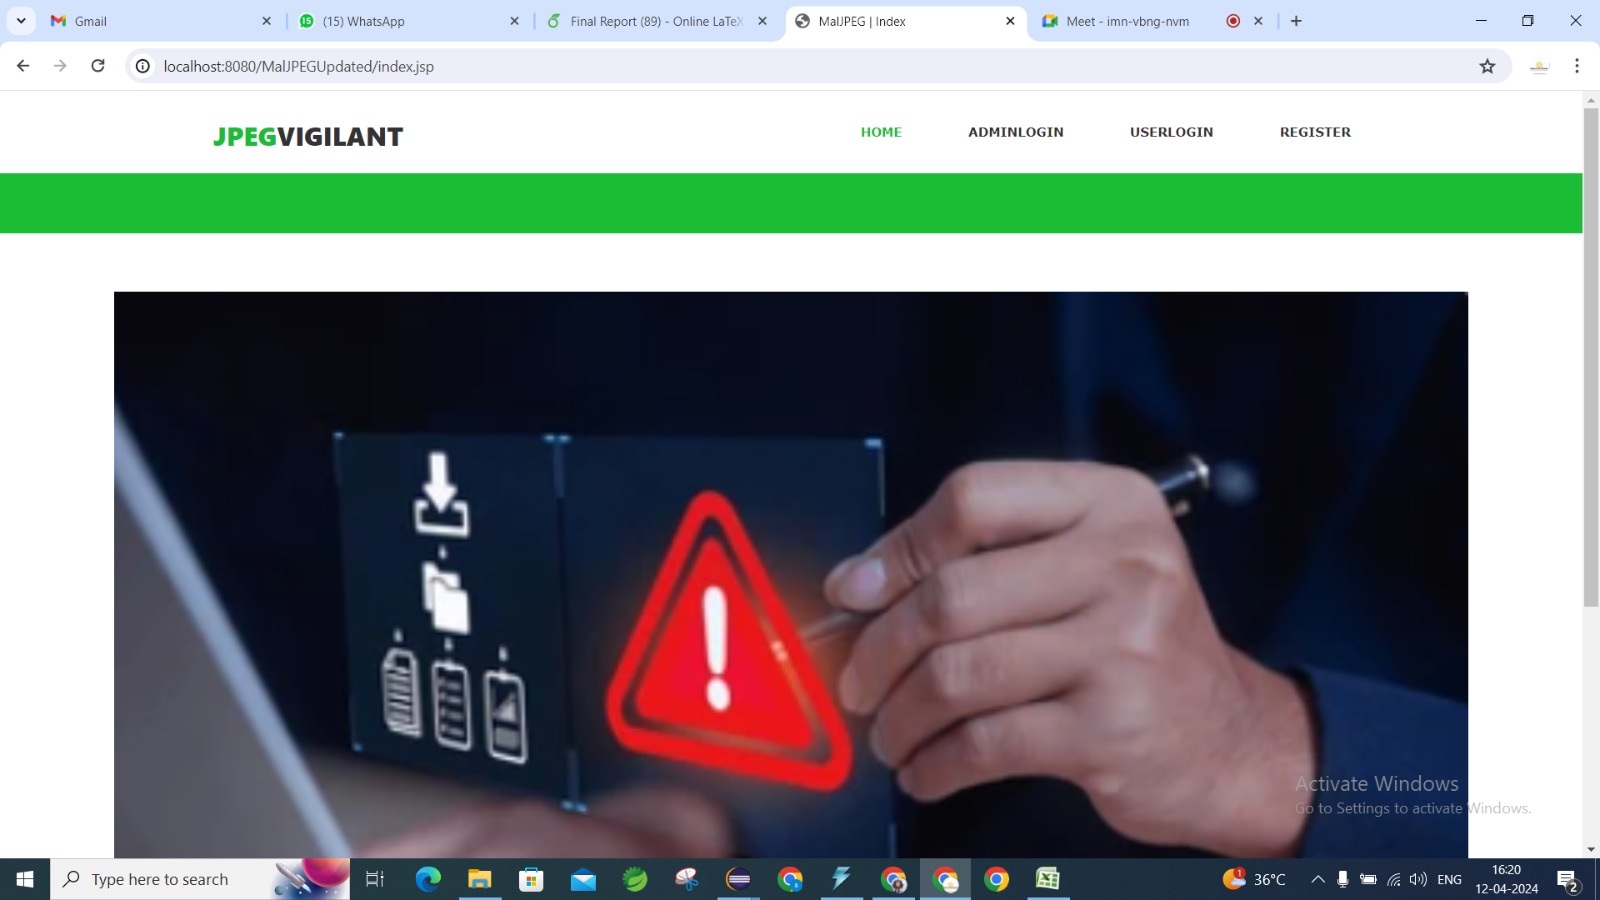 Gmail
(15) WhatsApp
Final Report (89) - Online LaTeX
MalJPEG | Index
Meet - imn-vbng-nvm
localhost:8080/MalJPEGUpdated/index.jsp
JPEGVIGILANT
HOME
ADMINLOGIN
USERLOGIN
REGISTER
Activate Windows
Go to Settings to activate Windows.
Type here to search
36°C
ENG
16:20
12-04-2024
2